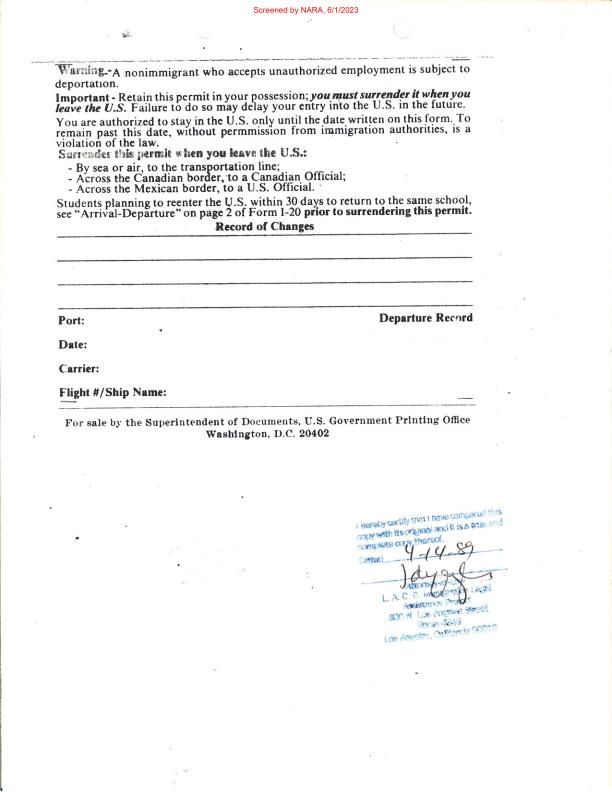 Screened by NARA, 6/1/2023
Warning.-A nonimmigrant who accepts unauthorized employment is subject to
deportation.
Important - Retain this permit in your possession; you must surrender it when you
leave the U.S. Failure to do so may delay your entry into the U.S. in the future.
You are authorized to stay in the U.S. only until the date written on this form. To
remain past this date, without permmission from immigration authorities, is a
violation of the law.
Surrender this permit when you leave the U.S.:
- By sea or air, to the transportation line;
- Across the Canadian border, to a Canadian Official;
- Across the Mexican border, to a U.S. Official.
Students planning to reenter the U.S. within 30 days to return to the same school,
see "Arrival-Departure" on page 2 of Form I-20 prior to surrendering this permit.
Record of Changes
Port:
Departure Record
Date:
Carrier:
Flight #/Ship Name:
For sale by the Superintendent of Documents, U.S. Government Printing Office
Washington, D.C. 20402
I hereby certify that I have compared this
copy with its original and it is a true and
complete copy thereof.
4-14-89
L. A. C. B. Legal
Assistance Project
300 N. Los Angeles Street
Room 4349
Los Angeles, California 90012